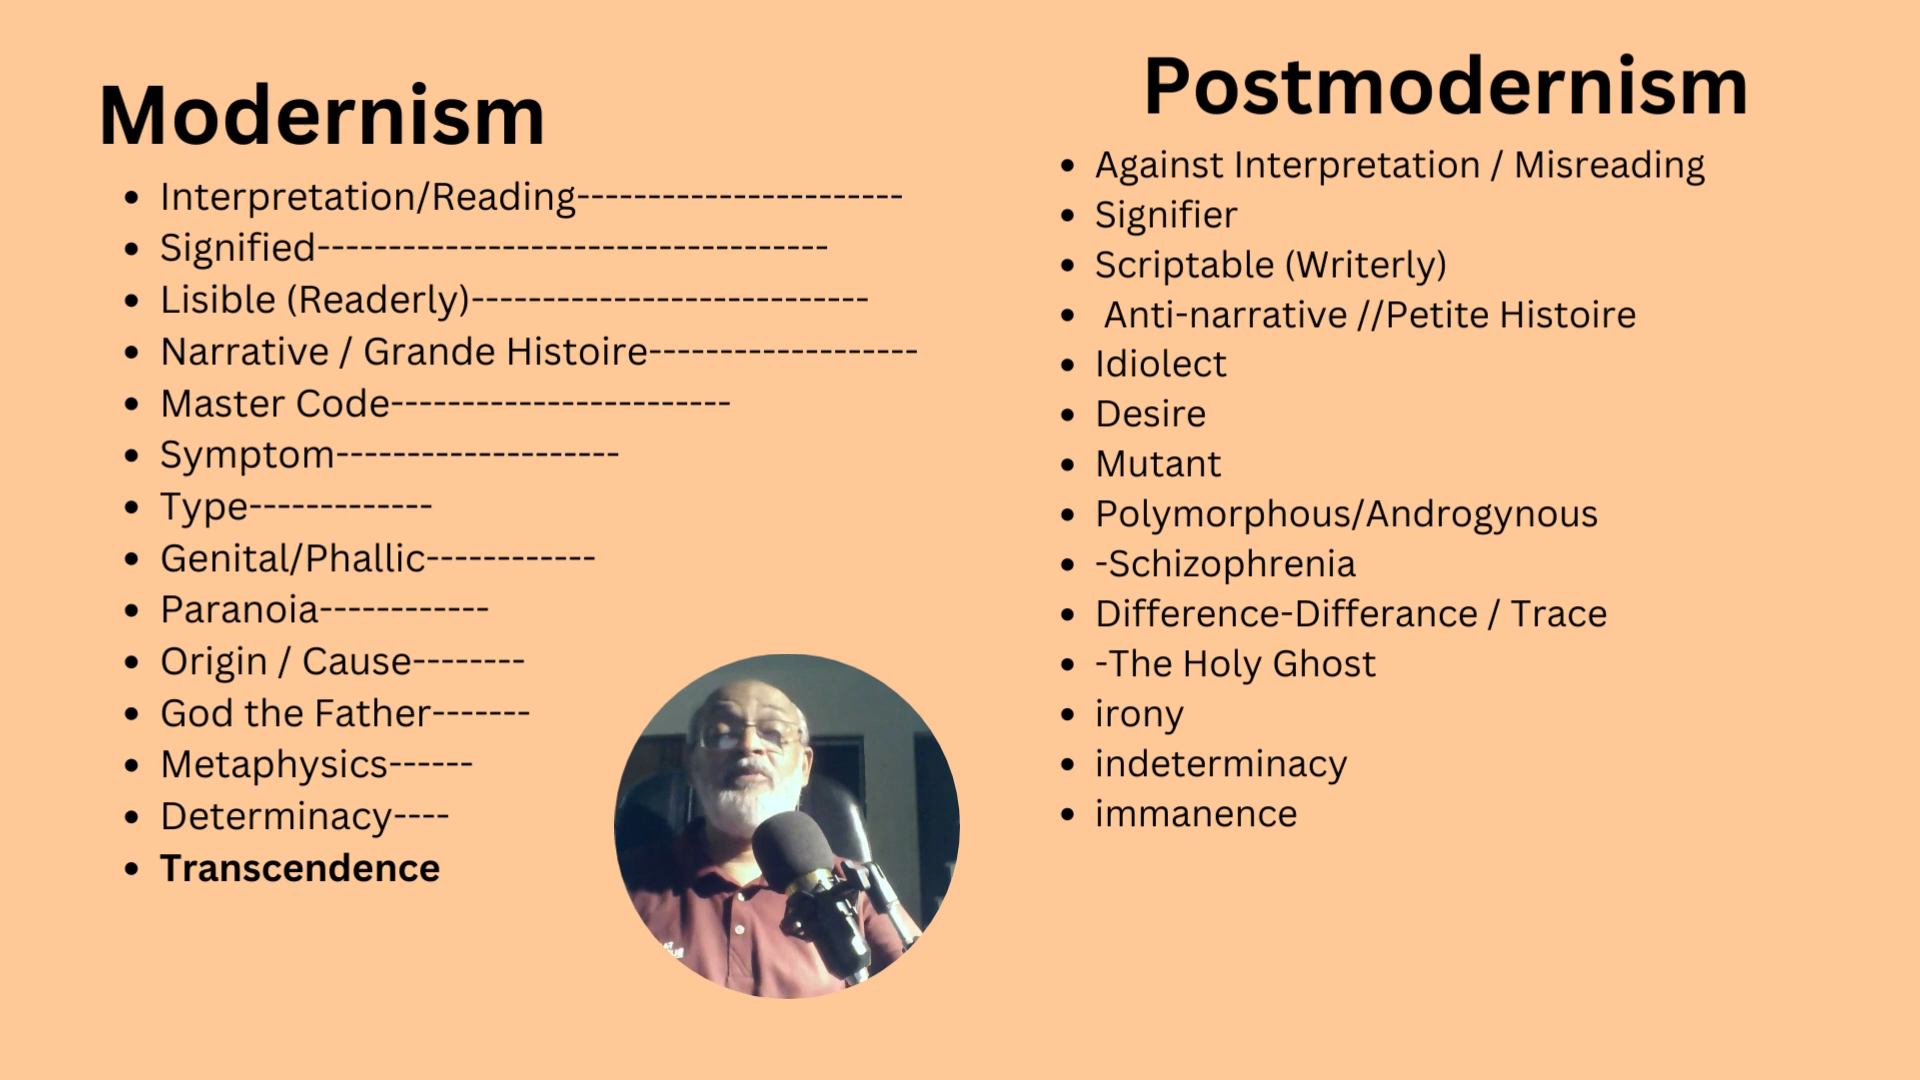 Modernism
Interpretation/Reading-----------------------
Signified------------------------------------
Lisible (Readerly)----------------------------
Narrative / Grande Histoire-------------------
Master Code------------------------
Symptom--------------------
Type-------------
Genital/Phallic------------
Paranoia------------
Origin / Cause--------
God the Father-------
Metaphysics------
Determinacy----
Transcendence
Postmodernism
Against Interpretation / Misreading
Signifier
Scriptable (Writerly)
Anti-narrative //Petite Histoire
Idiolect
Desire
Mutant
Polymorphous/Androgynous
-Schizophrenia
Difference-Differance / Trace
-The Holy Ghost
irony
indeterminacy
immanence